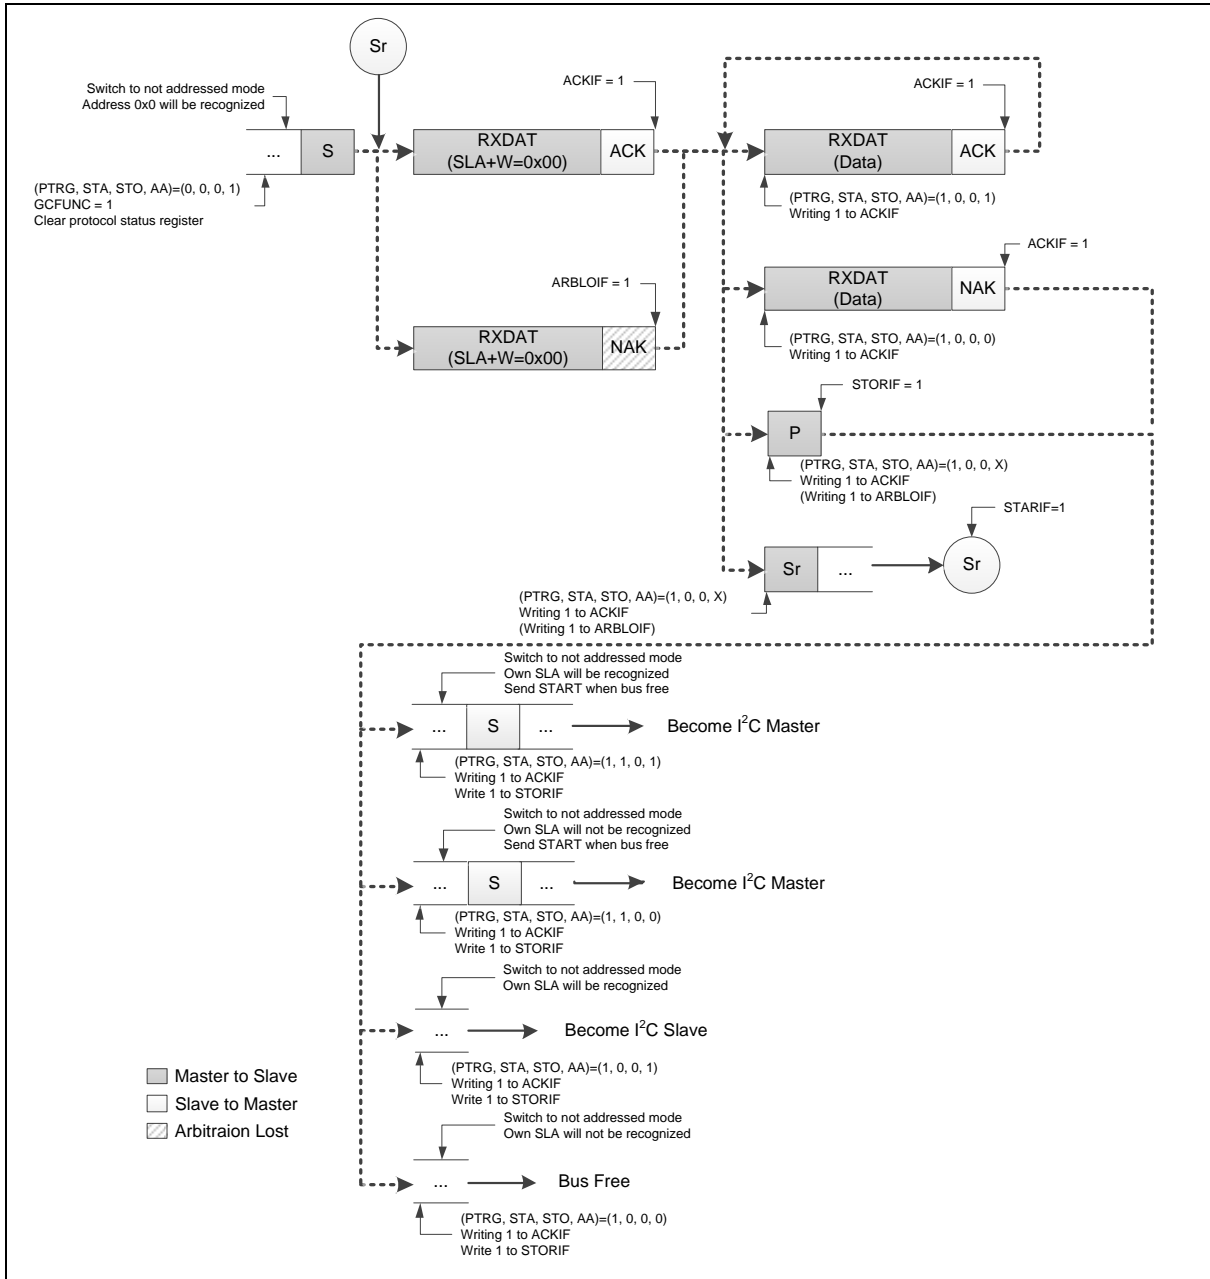 Sr
Switch to not addressed mode
Address 0x0 will be recognized
ACKIF = 1
ACKIF = 1
...
S
RXDAT
(SLA+W=0x00)
ACK
RXDAT
(Data)
ACK
(PTRG, STA, STO, AA)=(0, 0, 0, 1)
GCFUNC = 1
Clear protocol status register
(PTRG, STA, STO, AA)=(1, 0, 0, 1)
Writing 1 to ACKIF
ACKIF = 1
ARBLOIF = 1
RXDAT
(Data)
NAK
RXDAT
(SLA+W=0x00)
NAK
(PTRG, STA, STO, AA)=(1, 0, 0, 0)
Writing 1 to ACKIF
STORIF = 1
P
(PTRG, STA, STO, AA)=(1, 0, 0, X)
Writing 1 to ACKIF
(Writing 1 to ARBLOIF)
STARIF=1
Sr
...
Sr
(PTRG, STA, STO, AA)=(1, 0, 0, X)
Writing 1 to ACKIF
(Writing 1 to ARBLOIF)
Switch to not addressed mode
Own SLA will be recognized
Send START when bus free
...
S
...
Become I²C Master
(PTRG, STA, STO, AA)=(1, 1, 0, 1)
Writing 1 to ACKIF
Write 1 to STORIF
Switch to not addressed mode
Own SLA will not be recognized
Send START when bus free
...
S
...
Become I²C Master
(PTRG, STA, STO, AA)=(1, 1, 0, 0)
Writing 1 to ACKIF
Write 1 to STORIF
Switch to not addressed mode
Own SLA will be recognized
...
Become I²C Slave
(PTRG, STA, STO, AA)=(1, 0, 0, 1)
Writing 1 to ACKIF
Write 1 to STORIF
Master to Slave
Slave to Master
Arbitraion Lost
Switch to not addressed mode
Own SLA will not be recognized
...
Bus Free
(PTRG, STA, STO, AA)=(1, 0, 0, 0)
Writing 1 to ACKIF
Write 1 to STORIF